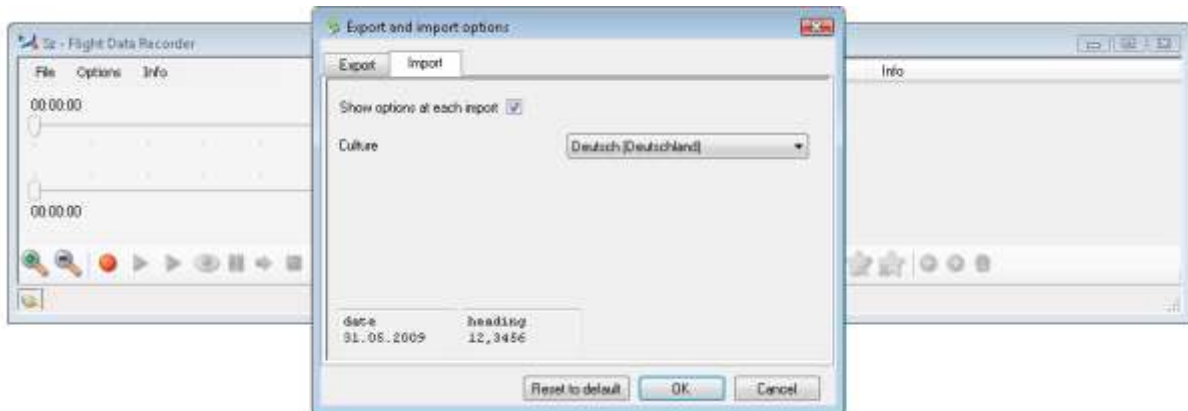 Export and import options
Sz - Flight Data Recorder
File Options Info
Info
00:00:00
00:00:00
Export Import
Show options at each import
Culture Deutsch (Deutschland)
date heading
31.05.2009 12,3456
Reset to default OK Cancel